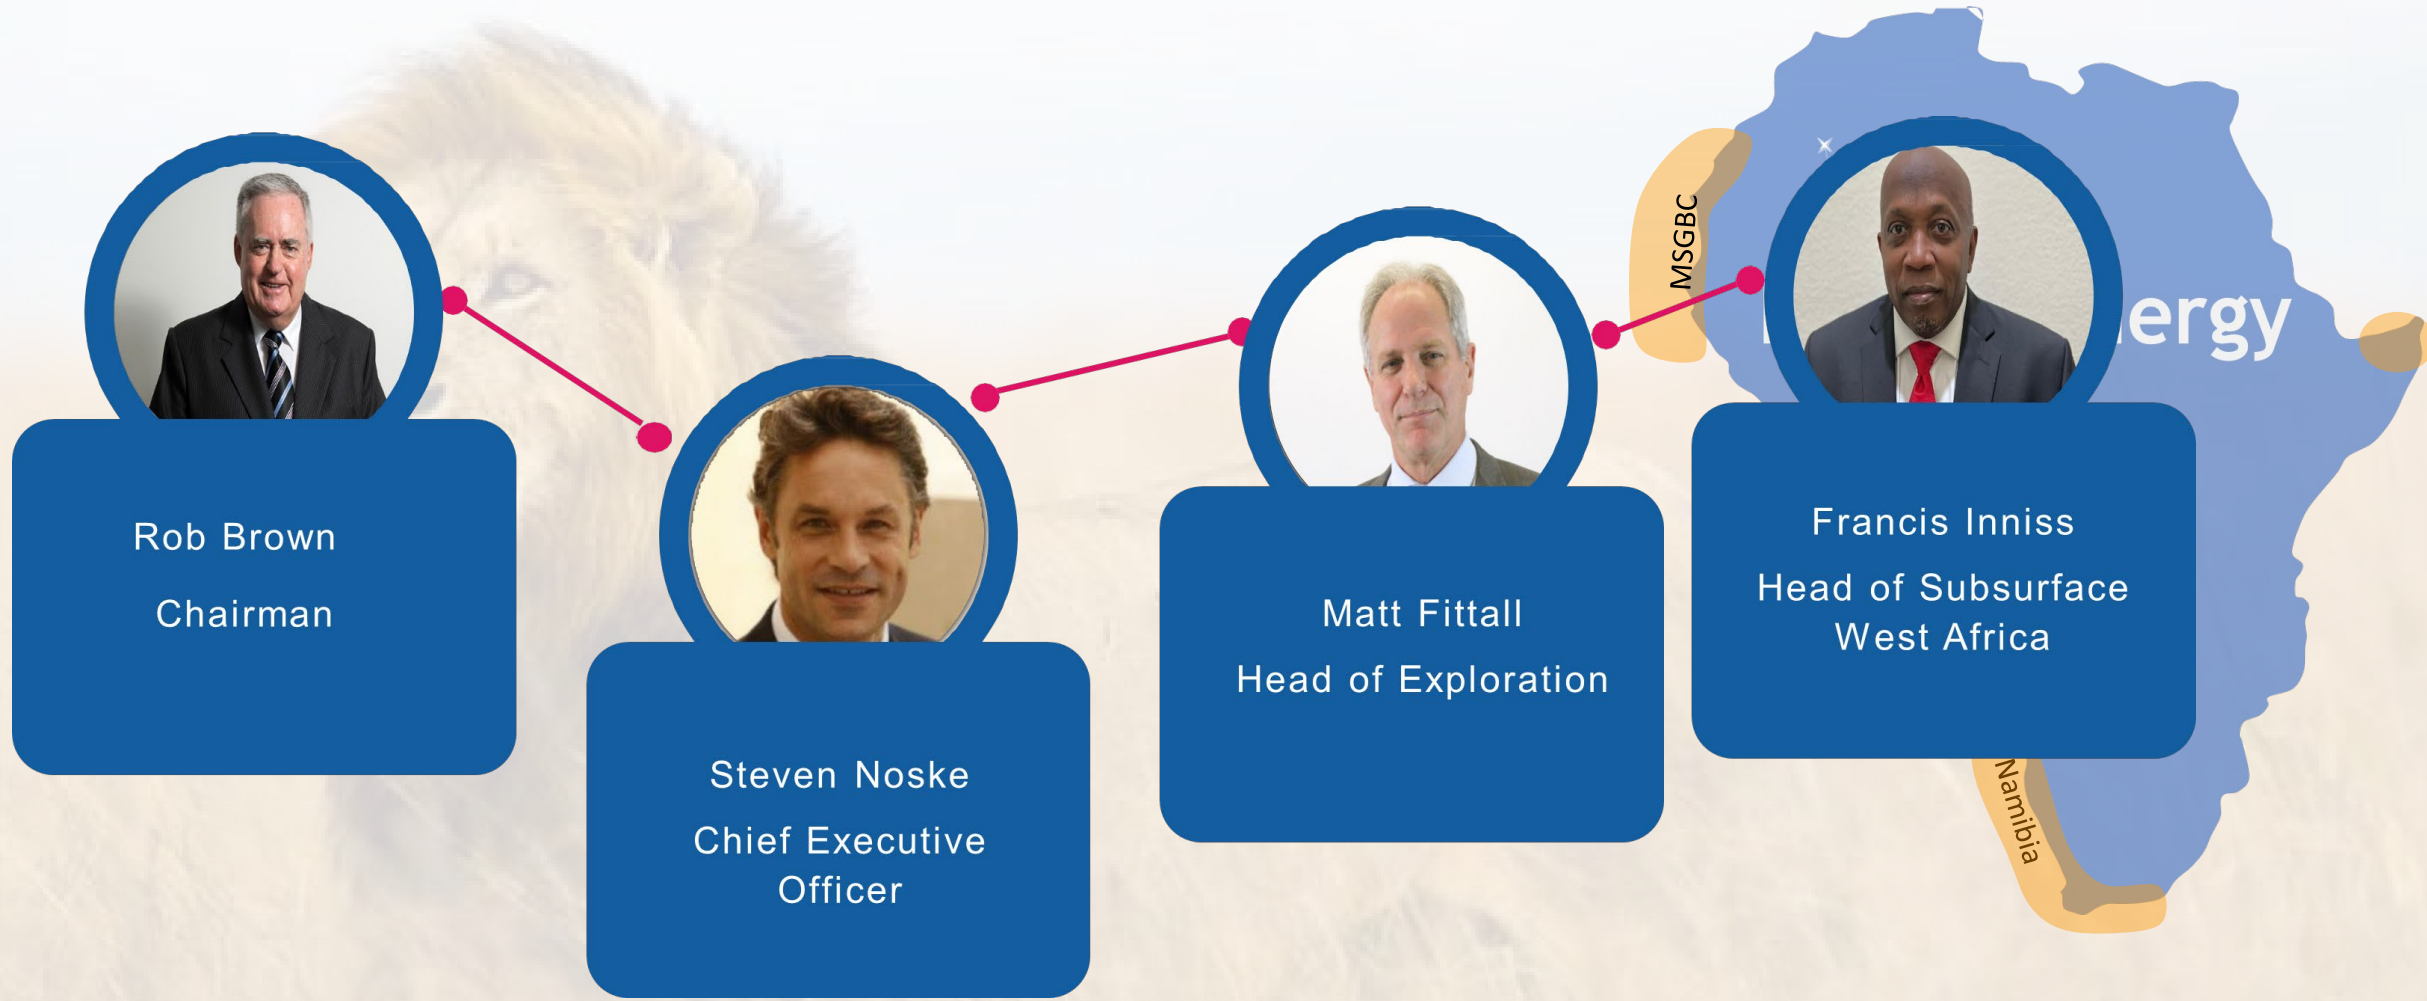 Rob Brown
Chairman
Steven Noske
Chief Executive
Officer
Matt Fittall
Head of Exploration
Francis Inniss
Head of Subsurface
West Africa
MSGBC
ergy
Namibia